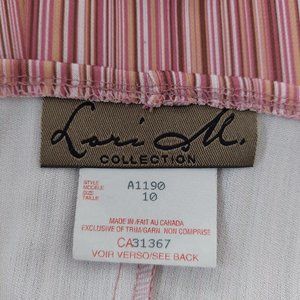 Lori M.
COLLECTION
STYLE
MODÈLE A1190
SIZE
TAILLE 10
MADE IN/FAIT AU CANADA
EXCLUSIVE OF TRIM/GARN. NON COMPRISE
CA31367
VOIR VERSO/SEE BACK